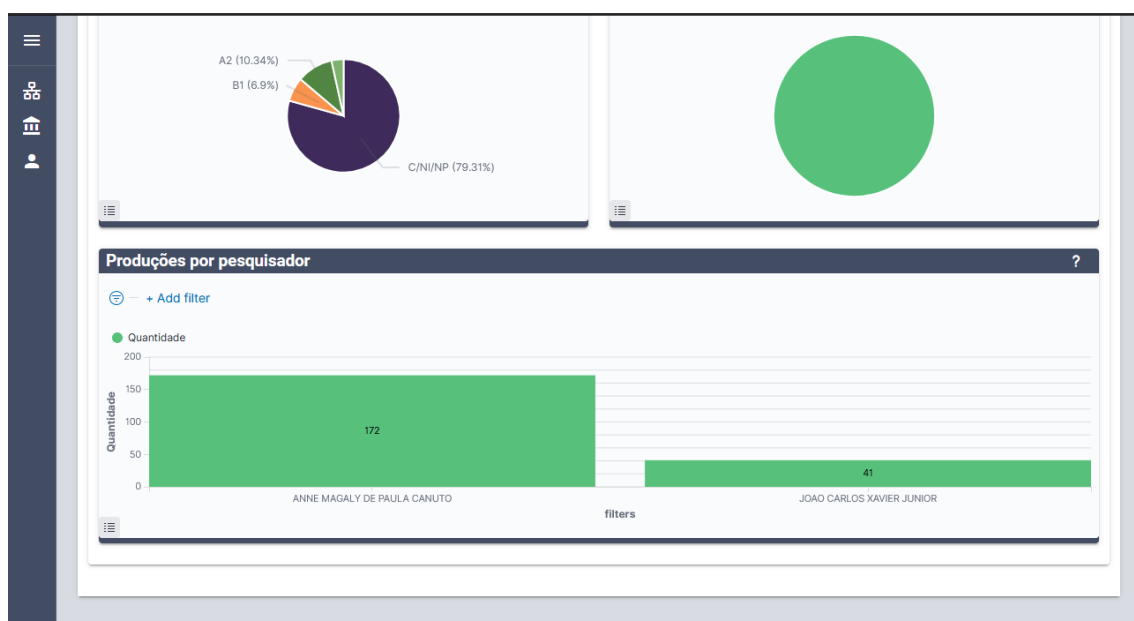 A2 (10.34%)
B1 (6.9%)
C/NI/NP (79.31%)
Produções por pesquisador
?
+ Add filter
Quantidade
200
150
100
50
0
Quantidade
172
41
ANNE MAGALY DE PAULA CANUTO
JOAO CARLOS XAVIER JUNIOR
filters